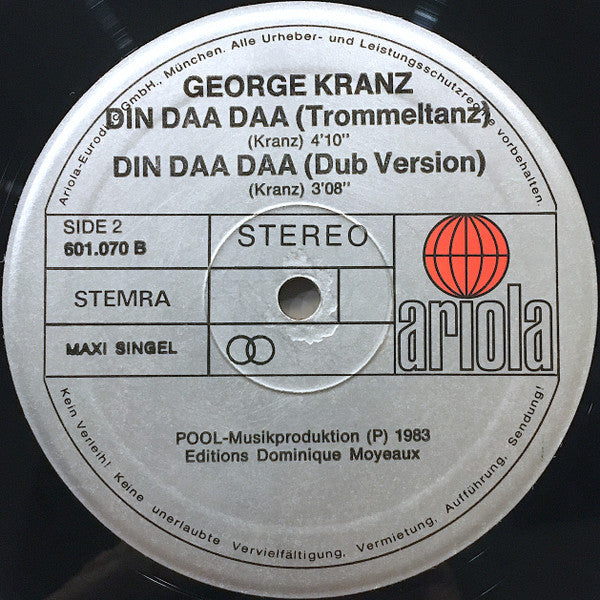 Ariola-Eurodisc GmbH., München. Alle Urheber- und Leistungsschutzrechte vorbehalten.
GEORGE KRANZ
DIN DAA DAA (Trommeltanz)
(Kranz) 4'10"
DIN DAA DAA (Dub Version)
(Kranz) 3'08"
SIDE 2
601.070 B
STEREO
STEMRA
MAXI SINGEL
ariola
POOL-Musikproduktion (P) 1983
Editions Dominique Moyeaux
Kein Verleih! Keine unerlaubte Vervielfältigung, Vermietung, Aufführung, Sendung!